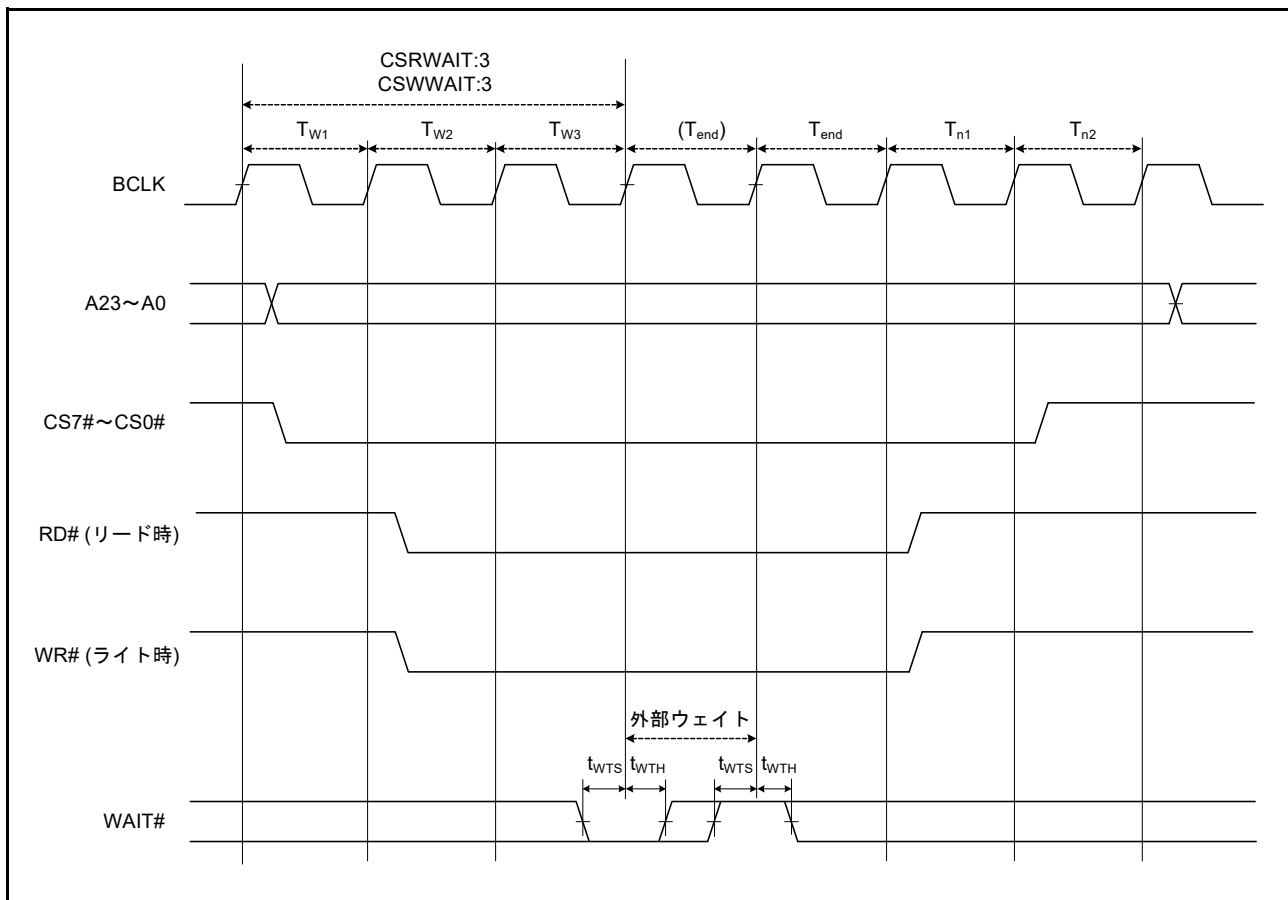 CSRWAIT:3
CSWWAIT:3
TW1 TW2 TW3 (Tend) Tend Tn1 Tn2
BCLK
A23～A0
CS7#～CS0#
RD# (リード時)
WR# (ライト時)
外部ウェイト
tWTS tWTH tWTS tWTH
WAIT#